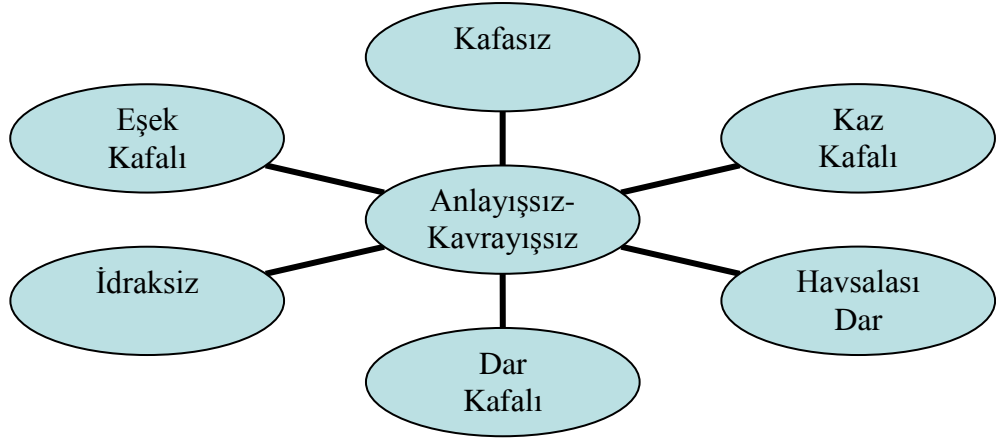 Kafasız
Eşek
Kafalı
Kaz
Kafalı
Anlayışsız-
Kavrayışsız
İdraksiz
Havsalası
Dar
Dar
Kafalı